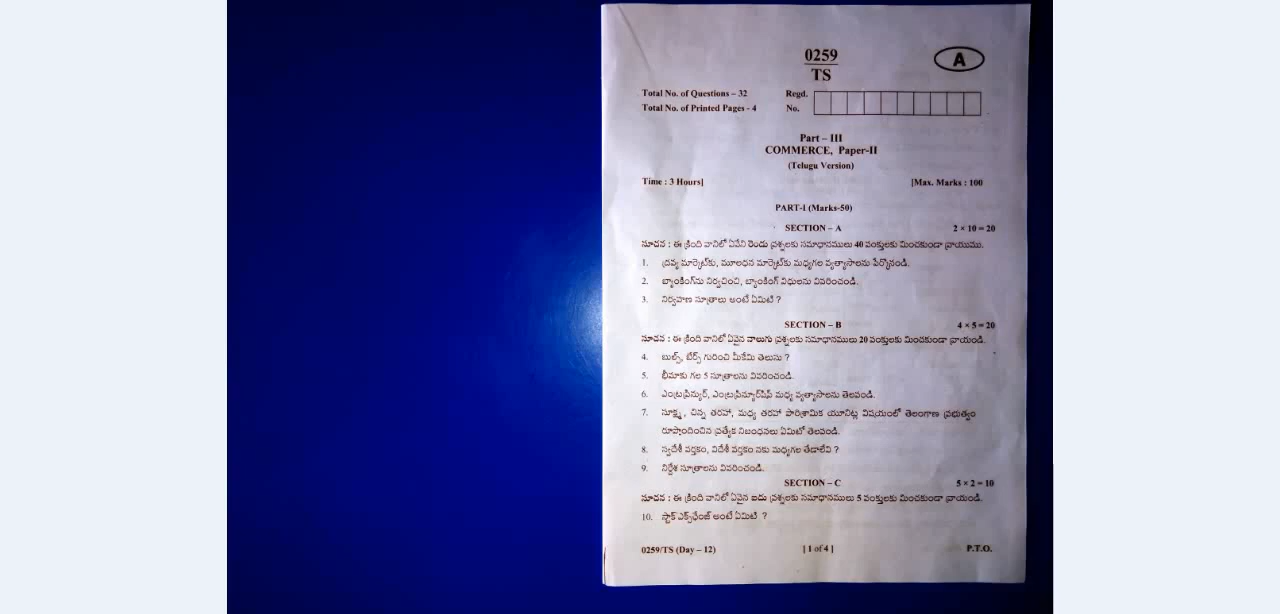 0259
TS
A
Total No. of Questions – 32
Regd.
Total No. of Printed Pages - 4
No.
Part – III
COMMERCE, Paper-II
(Telugu Version)
Time : 3 Hours]
[Max. Marks : 100
PART-I (Marks-50)
SECTION – A
2 × 10 = 20
సూచన : ఈ క్రింది వానిలో ఏవేని రెండు ప్రశ్నలకు సమాధానములు 40 పంక్తులకు మించకుండా వ్రాయుము.
1. ద్రవ్య మార్కెట్‌కు, మూలధన మార్కెట్‌కు మధ్యగల వ్యత్యాసాలను పేర్కోనండి.
2. బ్యాంకింగ్‌ను నిర్వచించి, బ్యాంకింగ్ విధులను వివరించండి.
3. నిర్వహణ సూత్రాలు అంటే ఏమిటి ?
SECTION – B
4 × 5 = 20
సూచన : ఈ క్రింది వానిలో ఏవైన నాలుగు ప్రశ్నలకు సమాధానములు 20 పంక్తులకు మించకుండా వ్రాయండి.
4. బుల్స్, బేర్స్ గురించి మీకేమి తెలుసు ?
5. భీమాకు గల 5 సూత్రాలను వివరించండి.
6. ఎంట్రప్రిన్యుర్, ఎంట్రప్రిన్యూర్‌షిప్ మధ్య వ్యత్యాసాలను తెలపండి.
7. సూక్ష్మ, చిన్న తరహా, మధ్య తరహా పారిశ్రామిక యూనిట్ల విషయంలో తెలంగాణ ప్రభుత్వం
రూపొందించిన ప్రత్యేక నిబంధనలు ఏమిటో తెలపండి.
8. స్వదేశీ వర్తకం, విదేశీ వర్తకం నకు మధ్యగల తేడాలేవి ?
9. నిర్దేశ సూత్రాలను వివరించండి.
SECTION – C
5 × 2 = 10
సూచన : ఈ క్రింది వానిలో ఏవైన ఐదు ప్రశ్నలకు సమాధానములు 5 పంక్తులకు మించకుండా వ్రాయండి.
10. స్టాక్ ఎక్స్‌ఛేంజ్ అంటే ఏమిటి ?
0259/TS (Day – 12)
[ 1 of 4 ]
P.T.O.